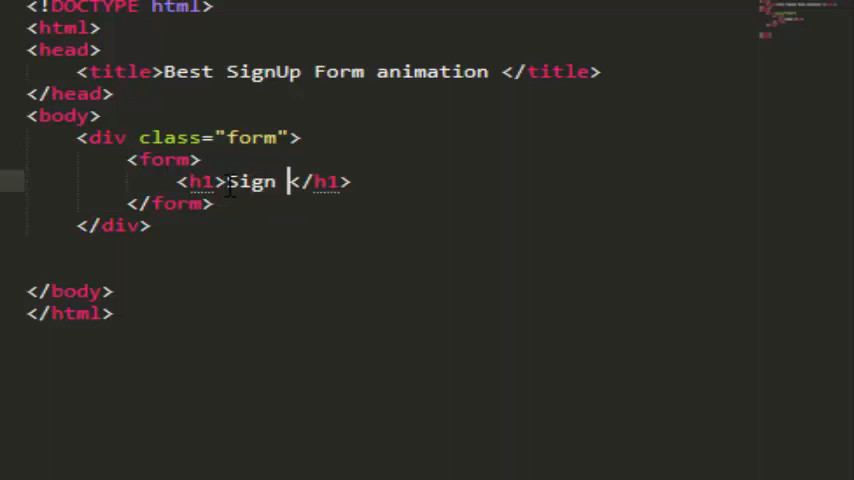 <!DOCTYPE html>
<html>
<head>
<title>Best SignUp Form animation </title>
</head>
<body>
<div class="form">
<form>
<h1>Sign </h1>
</form>
</div>
</body>
</html>